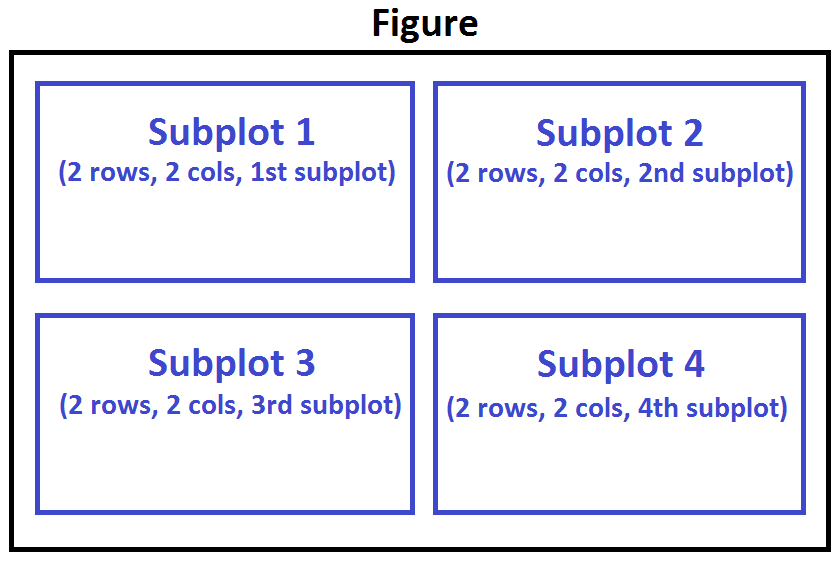 Figure
Subplot 1
(2 rows, 2 cols, 1st subplot)
Subplot 2
(2 rows, 2 cols, 2nd subplot)
Subplot 3
(2 rows, 2 cols, 3rd subplot)
Subplot 4
(2 rows, 2 cols, 4th subplot)